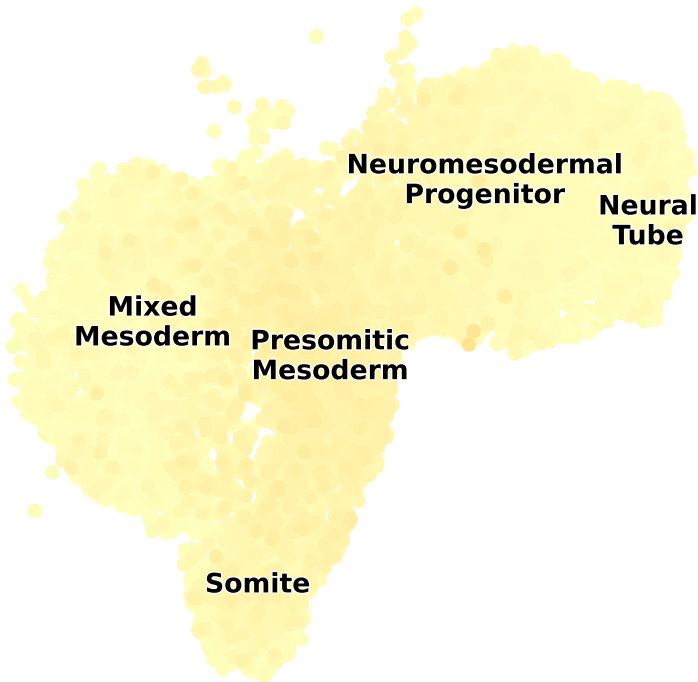 Neuromesodermal
Progenitor
Neural
Tube
Mixed
Mesoderm
Presomitic
Mesoderm
Somite